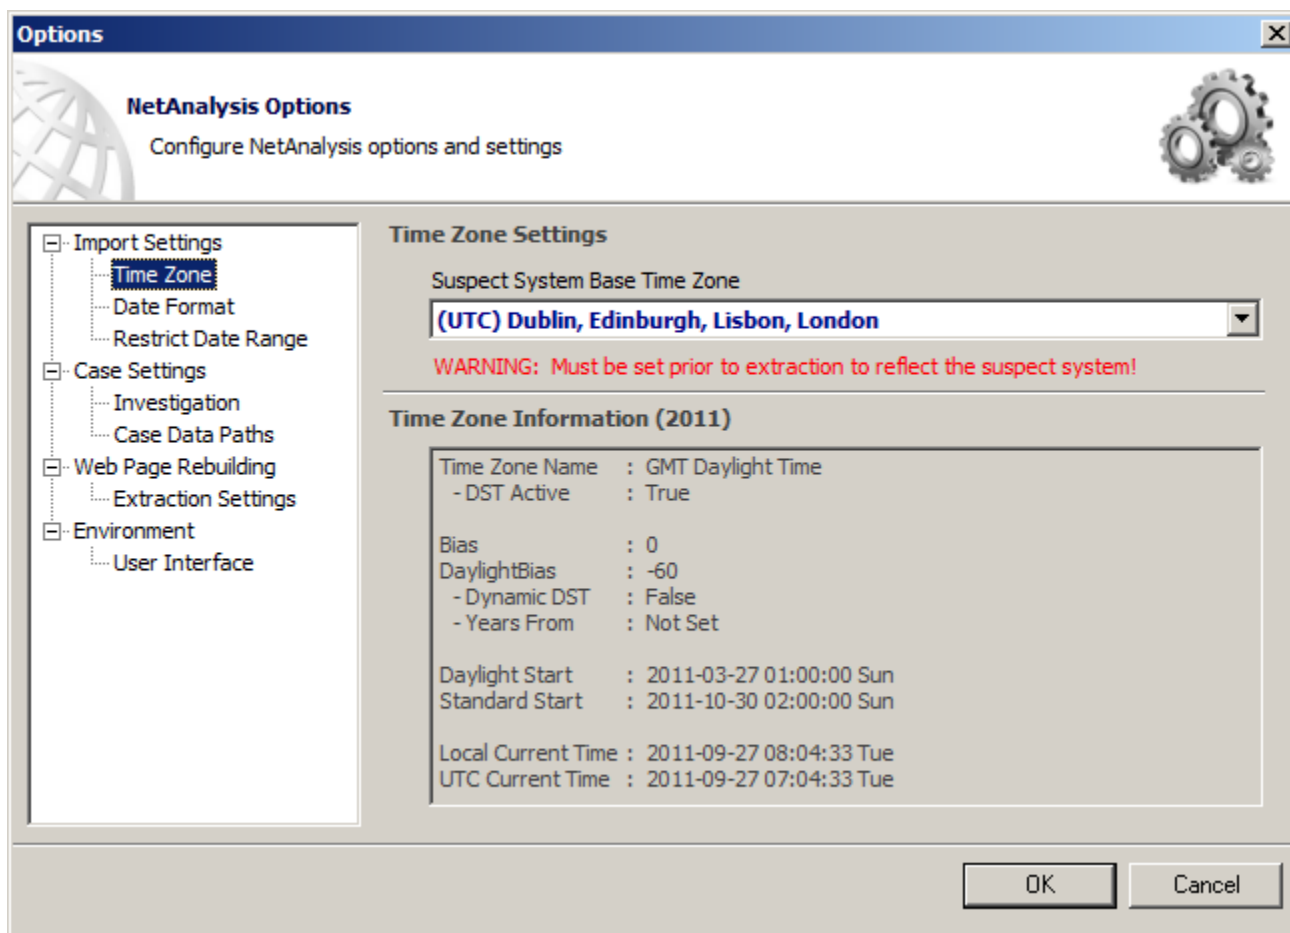 Options
NetAnalysis Options
Configure NetAnalysis options and settings
Import Settings
Time Zone
Date Format
Restrict Date Range
Case Settings
Investigation
Case Data Paths
Web Page Rebuilding
Extraction Settings
Environment
User Interface
Time Zone Settings
Suspect System Base Time Zone
(UTC) Dublin, Edinburgh, Lisbon, London
WARNING: Must be set prior to extraction to reflect the suspect system!
Time Zone Information (2011)
Time Zone Name : GMT Daylight Time
- DST Active : True
Bias : 0
DaylightBias : -60
- Dynamic DST : False
- Years From : Not Set
Daylight Start : 2011-03-27 01:00:00 Sun
Standard Start : 2011-10-30 02:00:00 Sun
Local Current Time : 2011-09-27 08:04:33 Tue
UTC Current Time : 2011-09-27 07:04:33 Tue
OK
Cancel